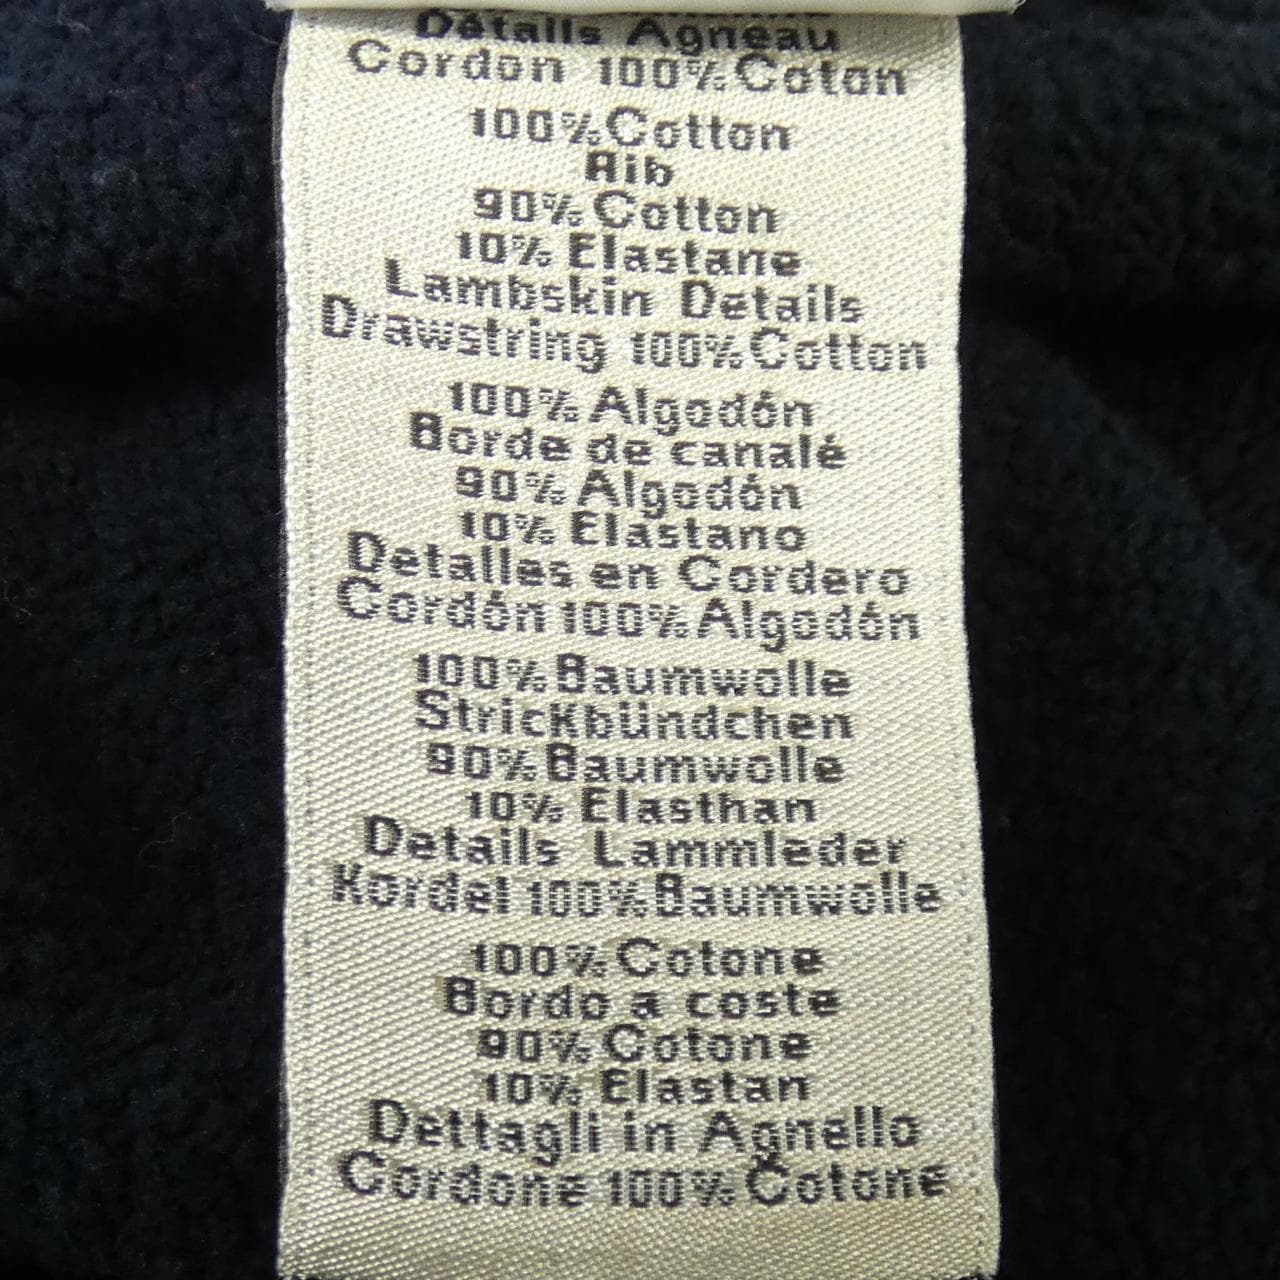 Détails Agneau
Cordon 100% Coton
100% Cotton
Rib
90% Cotton
10% Elastane
Lambskin Details
Drawstring 100% Cotton
100% Algodón
Borde de canalé
90% Algodón
10% Elastano
Detalles en Cordero
Cordón 100% Algodón
100% Baumwolle
Strickbündchen
90% Baumwolle
10% Elasthan
Details Lammleder
Kordel 100% Baumwolle
100% Cotone
Bordo a coste
90% Cotone
10% Elastan
Dettagli in Agnello
Cordone 100% Cotone